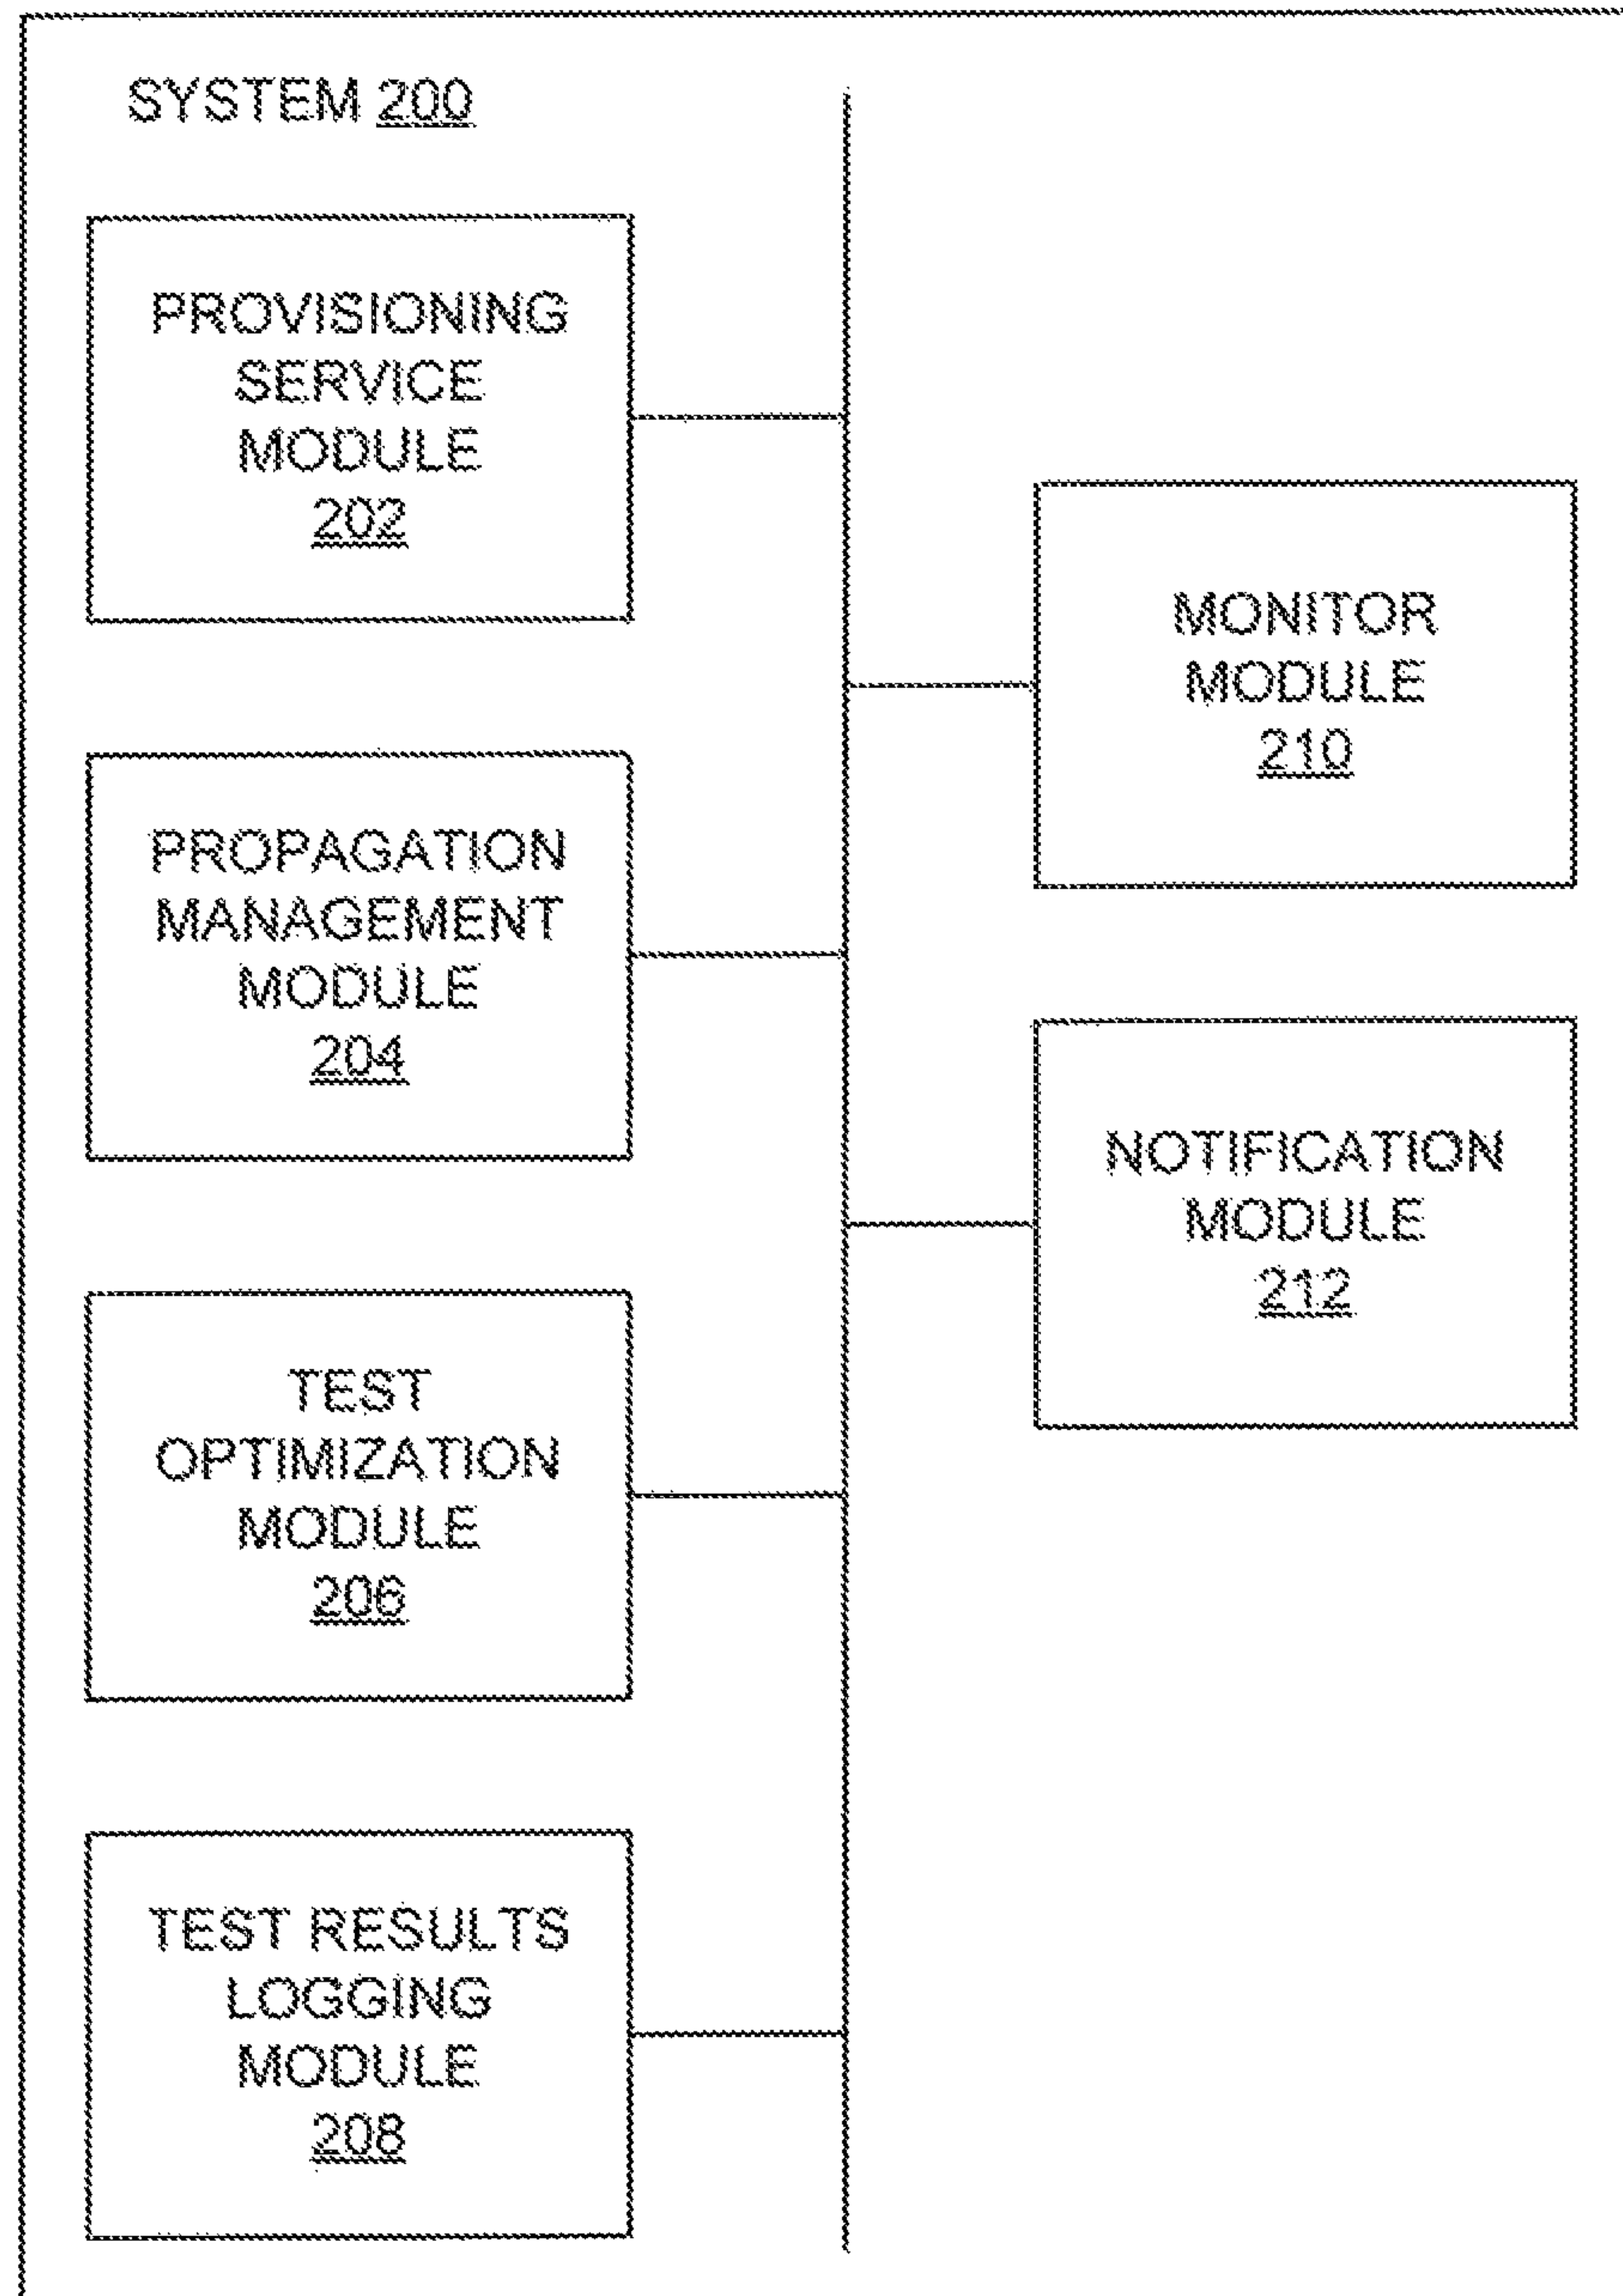 SYSTEM 200
PROVISIONING
SERVICE
MODULE
202
PROPAGATION
MANAGEMENT
MODULE
204
TEST
OPTIMIZATION
MODULE
206
TEST RESULTS
LOGGING
MODULE
208
MONITOR
MODULE
210
NOTIFICATION
MODULE
212